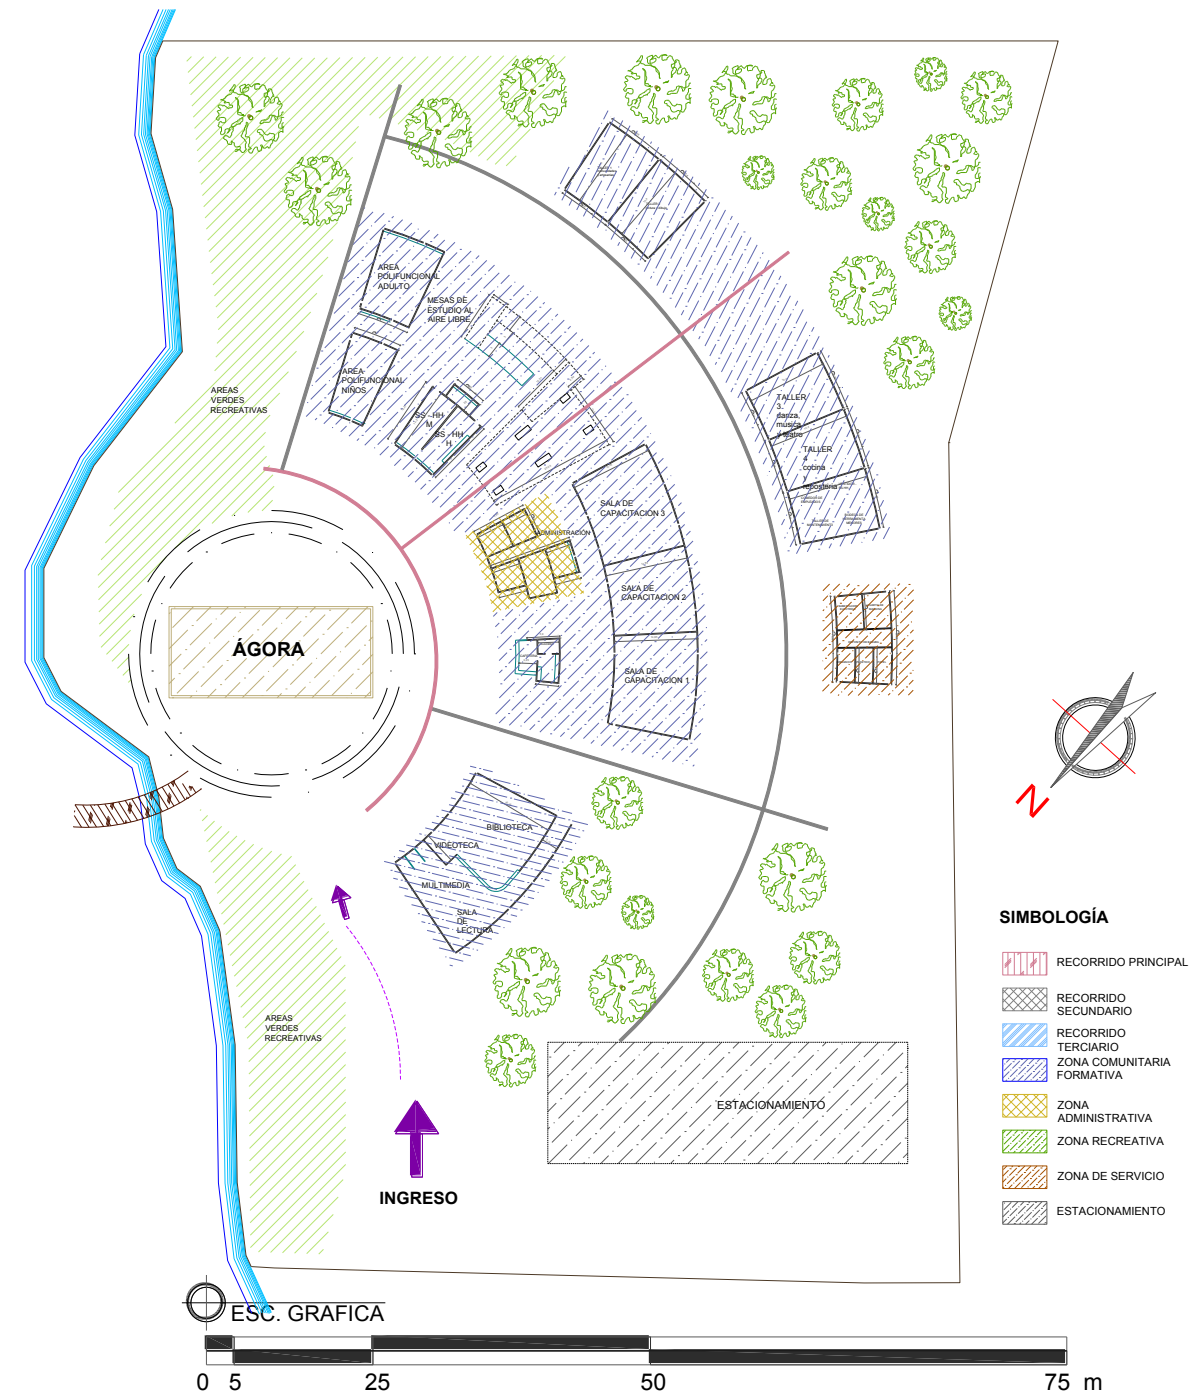 AREA
POLIFUNCIONAL
ADULTO
MESAS DE
ESTUDIO AL
AIRE LIBRE
AREA
POLIFUNCIONAL
NIÑOS
AREAS
VERDES
RECREATIVAS
SS - HH
M
SS - HH
H
TALLER
3.
danza,
música
y teatro
TALLER
4
cocina
repostería
SALA DE
CAPACITACION 3
ADMINISTRACIÓN
SALA DE
CAPACITACION 2
SALA DE
CAPACITACION 1
ÁGORA
BIBLIOTECA
VIDEOTECA
MULTIMEDIA
SALA
DE
LECTURA
AREAS
VERDES
RECREATIVAS
ESTACIONAMIENTO
INGRESO
N
SIMBOLOGÍA
RECORRIDO PRINCIPAL
RECORRIDO
SECUNDARIO
RECORRIDO
TERCIARIO
ZONA COMUNITARIA
FORMATIVA
ZONA
ADMINISTRATIVA
ZONA RECREATIVA
ZONA DE SERVICIO
ESTACIONAMIENTO
ESC. GRAFICA
0 5 25 50 75 m